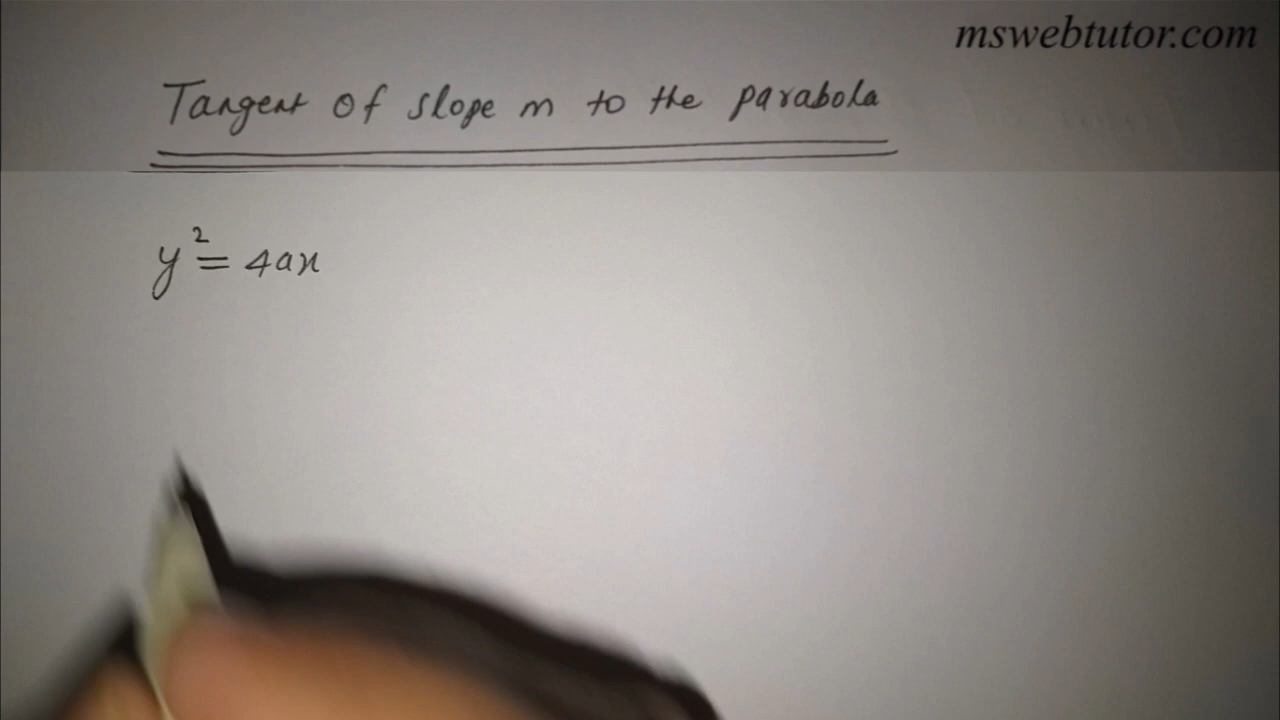 mswebtutor.com
Tangent of slope m to the parabola
y² = 4ax